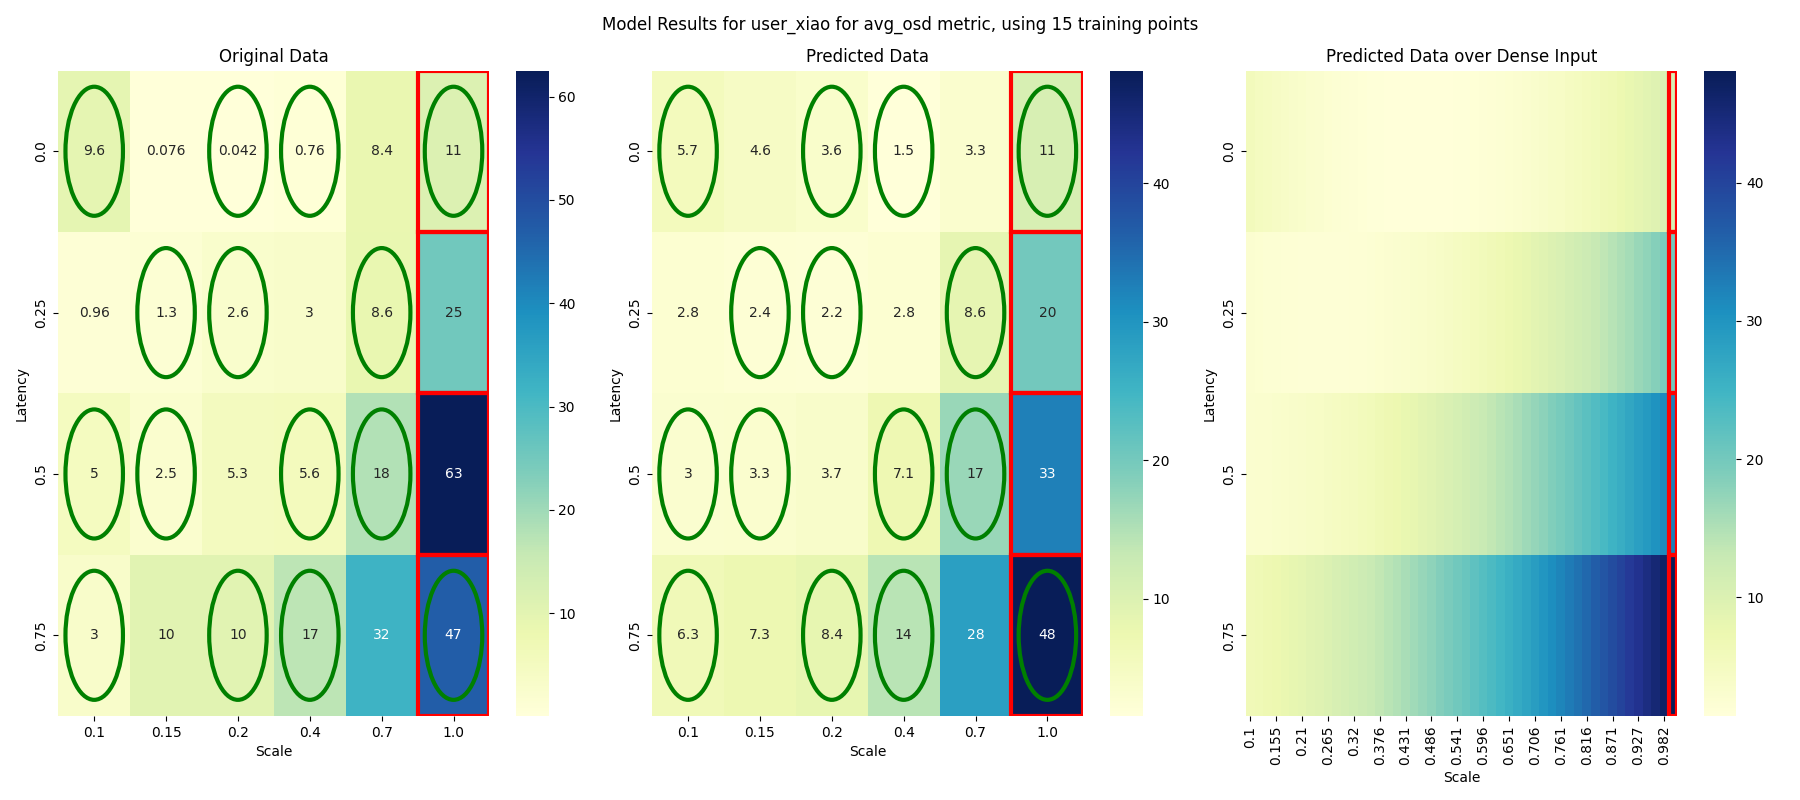 Model Results for user_xiao for avg_osd metric, using 15 training points
Original Data
9.6 0.076 0.042 0.76 8.4 11
0.96 1.3 2.6 3 8.6 25
5 2.5 5.3 5.6 18 63
3 10 10 17 32 47
0.0
0.25
0.5
0.75
Latency
0.1 0.15 0.2 0.4 0.7 1.0
Scale
60
50
40
30
20
10
Predicted Data
5.7 4.6 3.6 1.5 3.3 11
2.8 2.4 2.2 2.8 8.6 20
3 3.3 3.7 7.1 17 33
6.3 7.3 8.4 14 28 48
0.0
0.25
0.5
0.75
Latency
0.1 0.15 0.2 0.4 0.7 1.0
Scale
40
30
20
10
Predicted Data over Dense Input
0.0
0.25
0.5
0.75
Latency
0.1 0.155 0.21 0.265 0.32 0.376 0.431 0.486 0.541 0.596 0.651 0.706 0.761 0.816 0.871 0.927 0.982
Scale
40
30
20
10